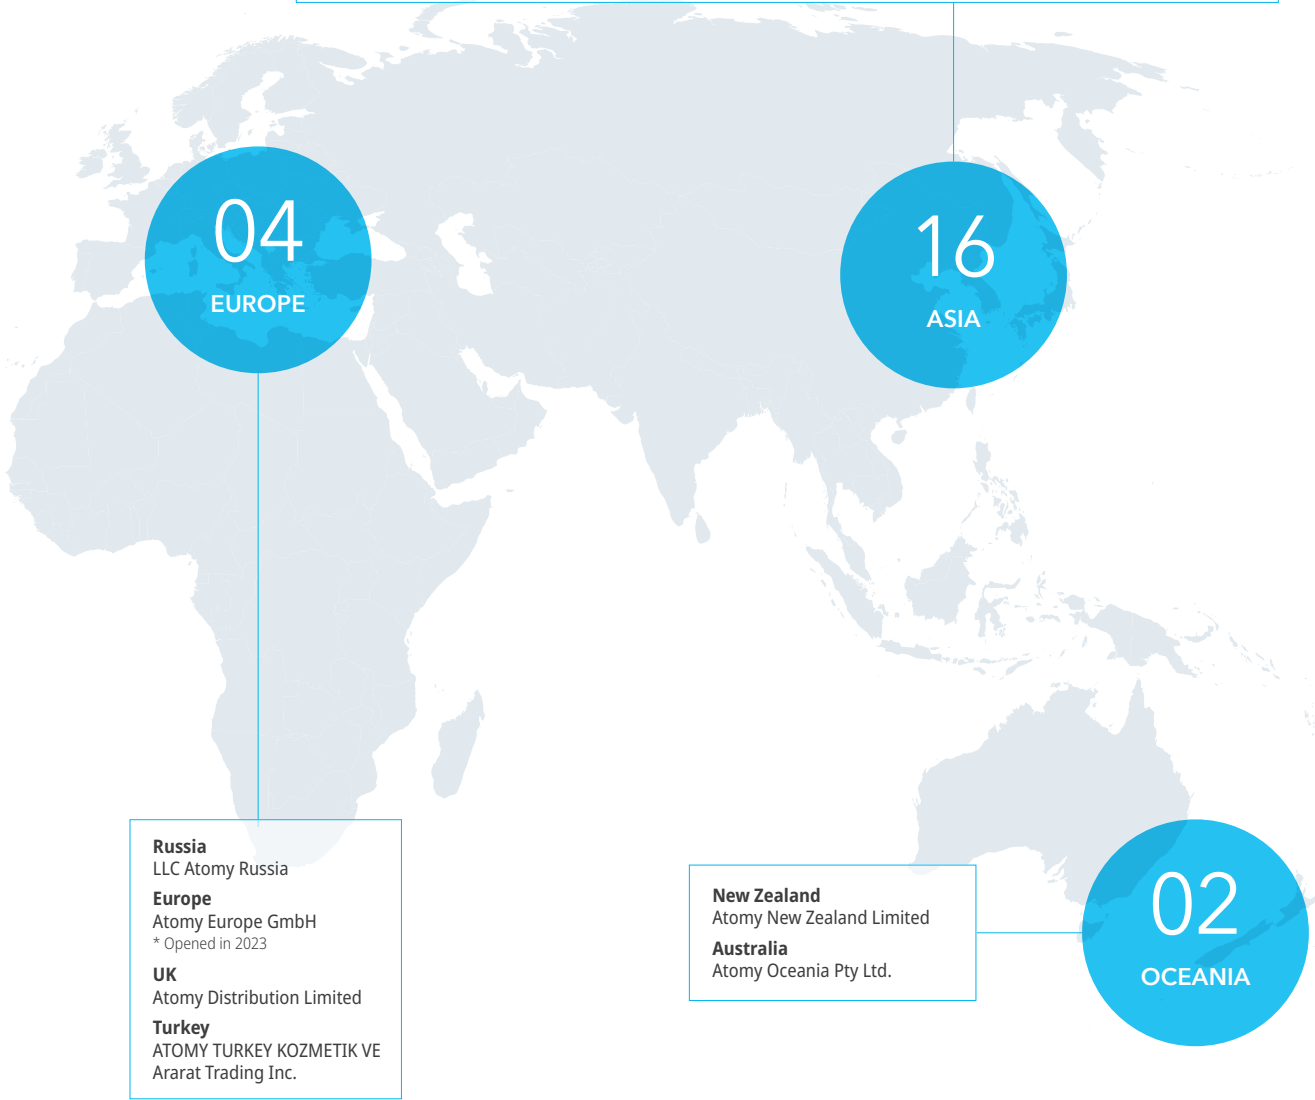 04
EUROPE
16
ASIA
Russia
LLC Atomy Russia
Europe
Atomy Europe GmbH
* Opened in 2023
UK
Atomy Distribution Limited
Turkey
ATOMY TURKEY KOZMETIK VE
Ararat Trading Inc.
New Zealand
Atomy New Zealand Limited
Australia
Atomy Oceania Pty Ltd.
02
OCEANIA